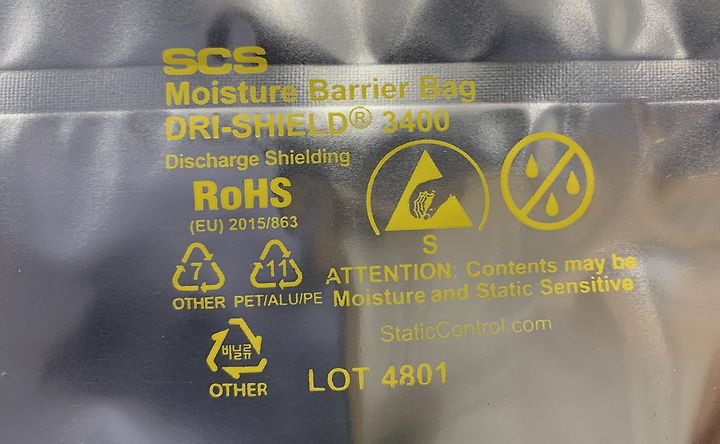 SCS
Moisture Barrier Bag
DRI-SHIELD® 3400
Discharge Shielding
RoHS
(EU) 2015/863
S
7
OTHER
11
PET/ALU/PE
ATTENTION: Contents may be
Moisture and Static Sensitive
StaticControl.com
비닐류
OTHER
LOT 4801